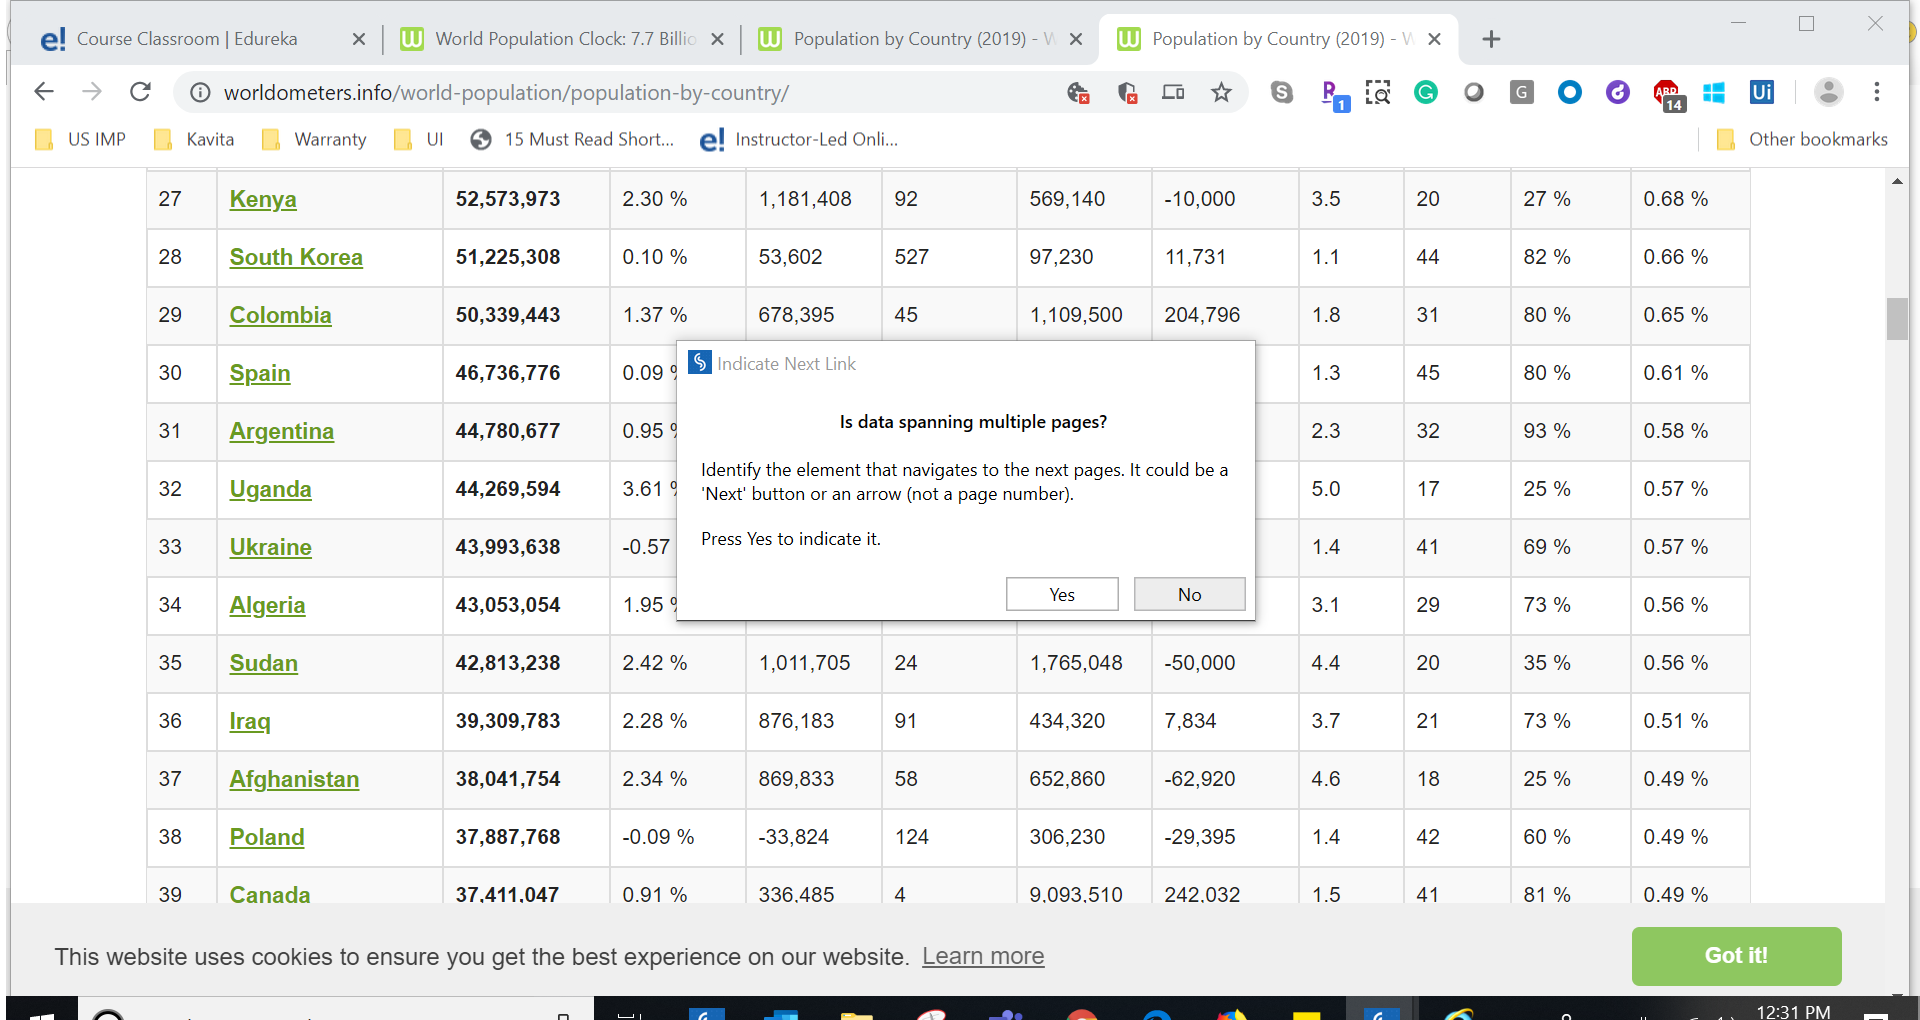 e! Course Classroom | Edureka
W World Population Clock: 7.7 Billio
W Population by Country (2019) - W
W Population by Country (2019) - W
worldometers.info/world-population/population-by-country/
S R 1 G G ABP 14 Ui
US IMP Kavita Warranty UI 15 Must Read Short... e! Instructor-Led Onli... Other bookmarks
27 Kenya 52,573,973 2.30 % 1,181,408 92 569,140 -10,000 3.5 20 27 % 0.68 %
28 South Korea 51,225,308 0.10 % 53,602 527 97,230 11,731 1.1 44 82 % 0.66 %
29 Colombia 50,339,443 1.37 % 678,395 45 1,109,500 204,796 1.8 31 80 % 0.65 %
30 Spain 46,736,776 0.09 % 1.3 45 80 % 0.61 %
31 Argentina 44,780,677 0.95 % 2.3 32 93 % 0.58 %
32 Uganda 44,269,594 3.61 % 5.0 17 25 % 0.57 %
33 Ukraine 43,993,638 -0.57 1.4 41 69 % 0.57 %
34 Algeria 43,053,054 1.95 % 3.1 29 73 % 0.56 %
Indicate Next Link
Is data spanning multiple pages?
Identify the element that navigates to the next pages. It could be a
'Next' button or an arrow (not a page number).
Press Yes to indicate it.
Yes No
35 Sudan 42,813,238 2.42 % 1,011,705 24 1,765,048 -50,000 4.4 20 35 % 0.56 %
36 Iraq 39,309,783 2.28 % 876,183 91 434,320 7,834 3.7 21 73 % 0.51 %
37 Afghanistan 38,041,754 2.34 % 869,833 58 652,860 -62,920 4.6 18 25 % 0.49 %
38 Poland 37,887,768 -0.09 % -33,824 124 306,230 -29,395 1.4 42 60 % 0.49 %
39 Canada 37,411,047 0.91 % 336,485 4 9,093,510 242,032 1.5 41 81 % 0.49 %
This website uses cookies to ensure you get the best experience on our website. Learn more
Got it!
12:31 PM